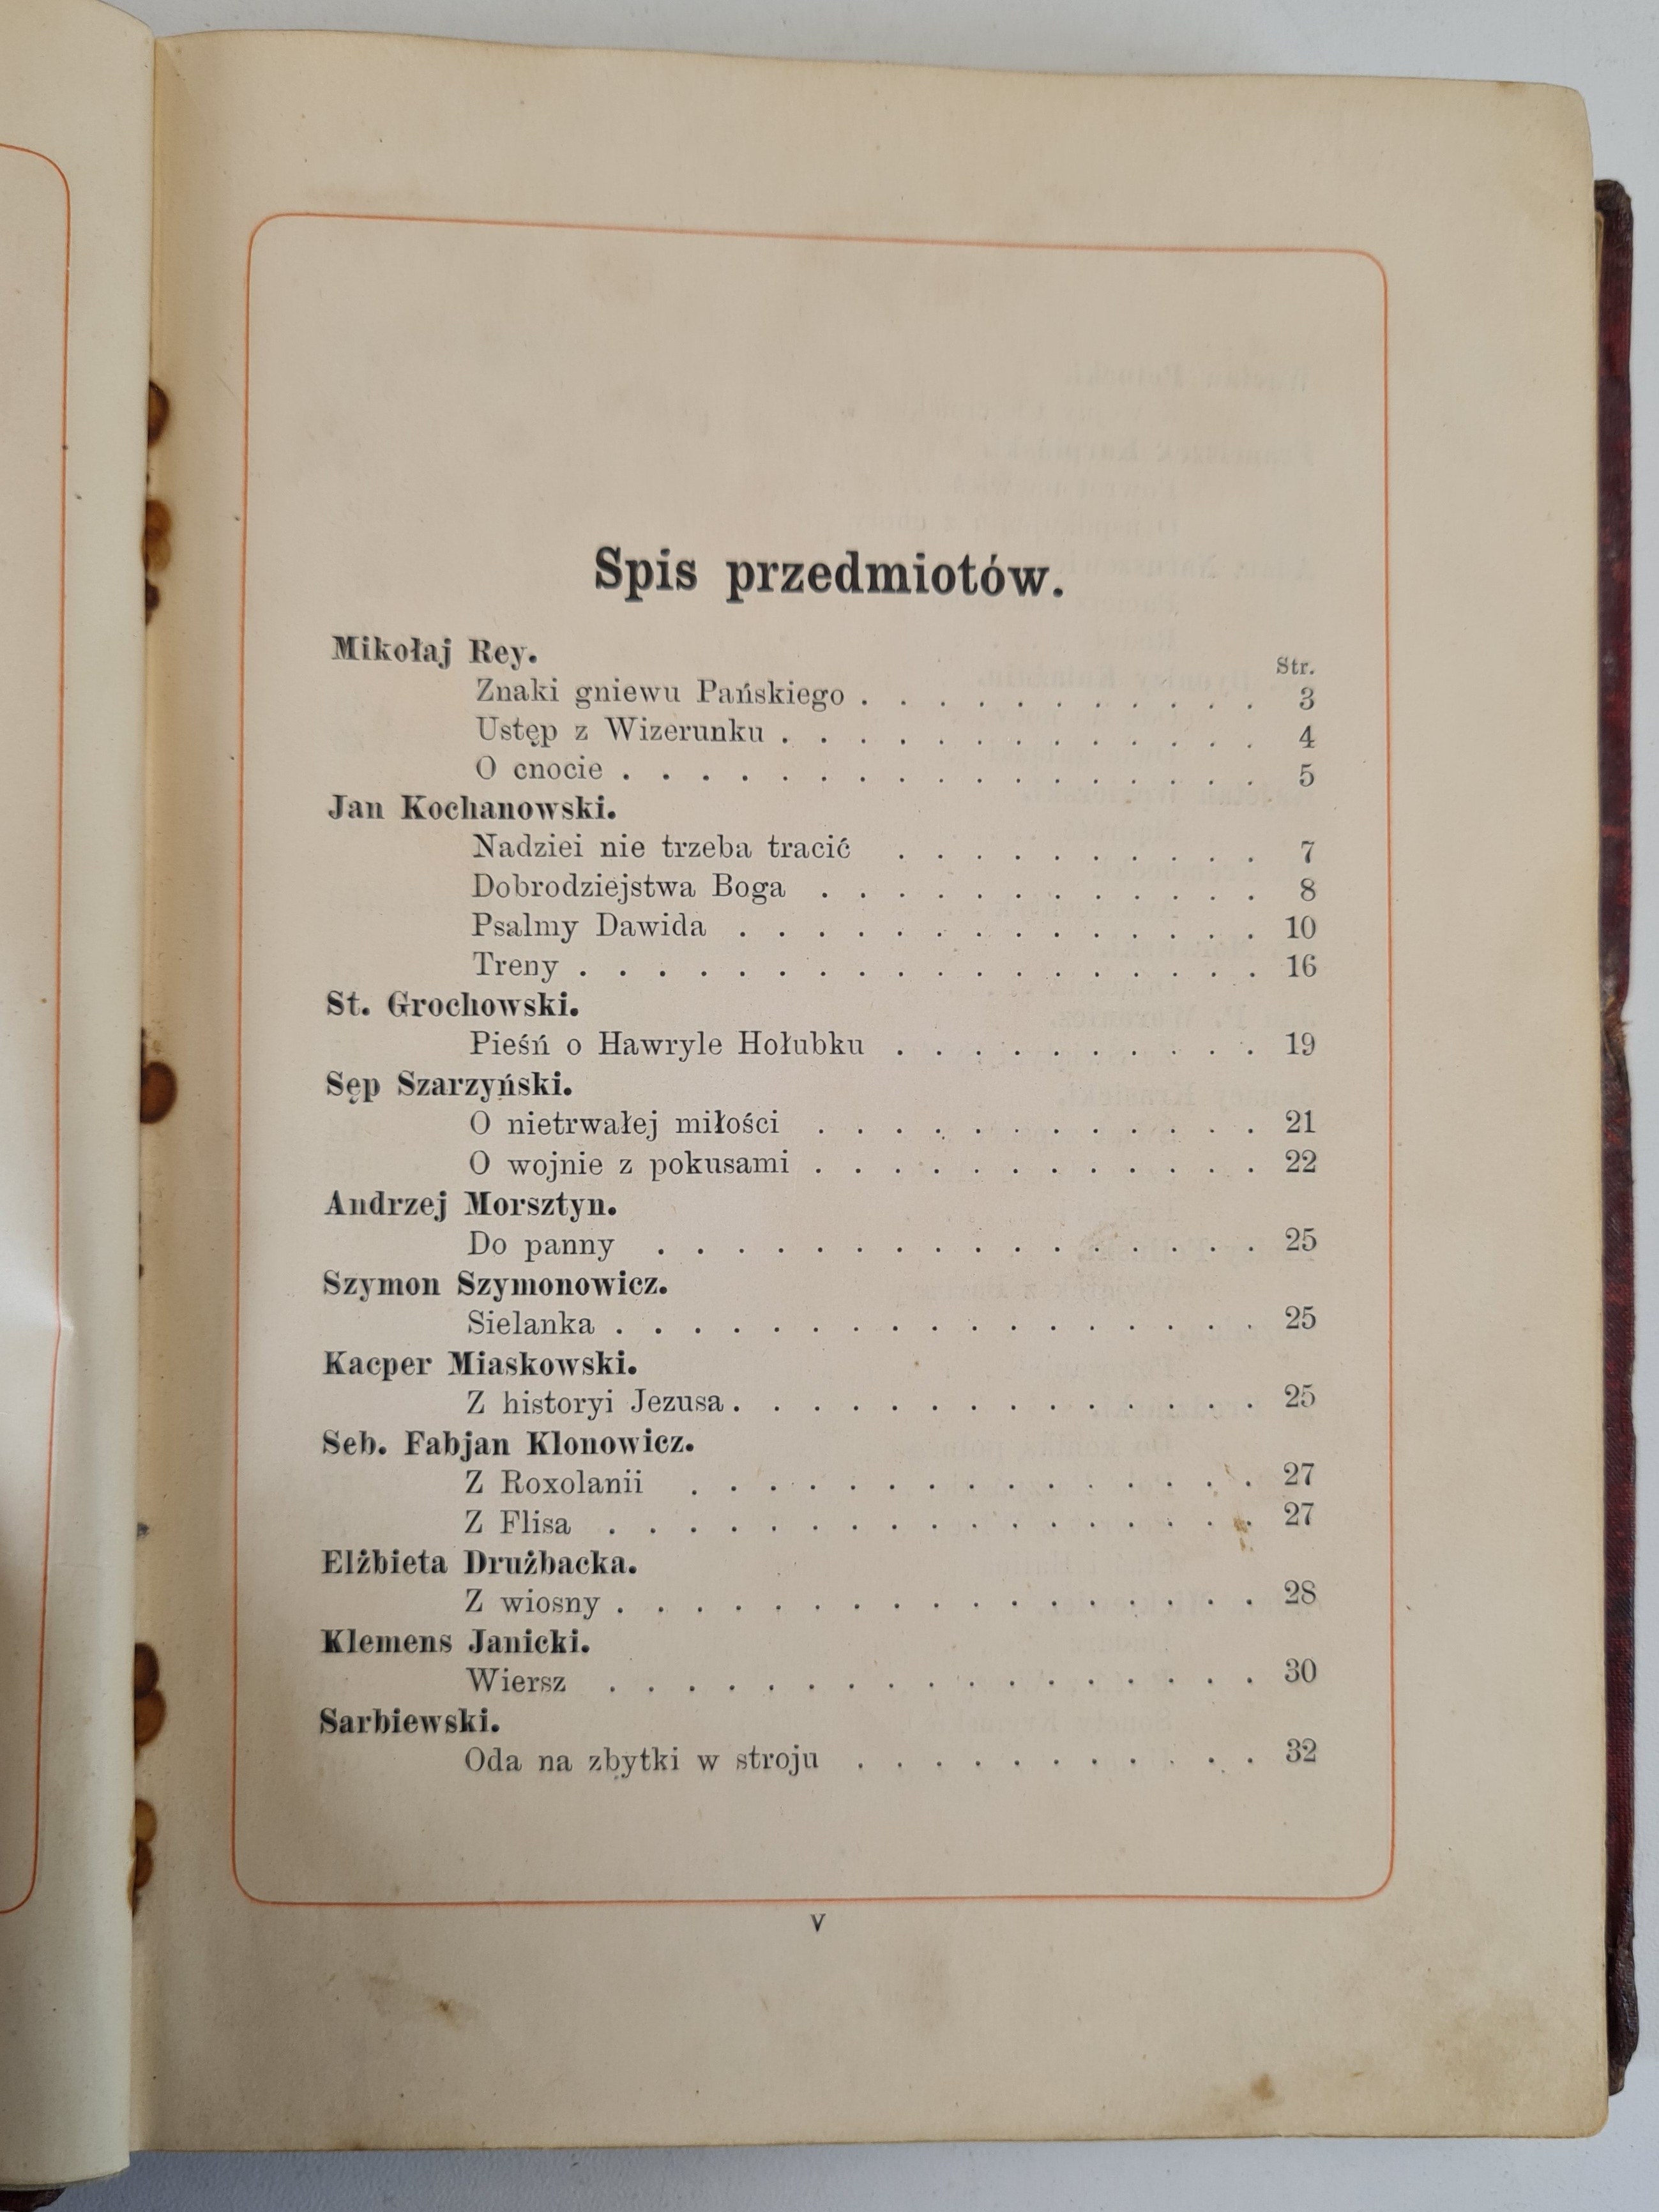 Spis przedmiotów.
Mikołaj Rey.
Str.
Znaki gniewu Pańskiego . . . . . . . . . . . 3
Ustęp z Wizerunku . . . . . . . . . . . . . 4
O cnocie . . . . . . . . . . . . . . . . . 5
Jan Kochanowski.
Nadziei nie trzeba tracić . . . . . . . . . . 7
Dobrodziejstwa Boga . . . . . . . . . . . . 8
Psalmy Dawida . . . . . . . . . . . . . . 10
Treny . . . . . . . . . . . . . . . . . . 16
St. Grochowski.
Pieśń o Hawryle Hołubku . . . . . . . . . . 19
Sęp Szarzyński.
O nietrwałej miłości . . . . . . . . . . . . 21
O wojnie z pokusami . . . . . . . . . . . . 22
Andrzej Morsztyn.
Do panny . . . . . . . . . . . . . . . . 25
Szymon Szymonowicz.
Sielanka . . . . . . . . . . . . . . . . . 25
Kacper Miaskowski.
Z historyi Jezusa . . . . . . . . . . . . . . 25
Seb. Fabjan Klonowicz.
Z Roxolanii . . . . . . . . . . . . . . . 27
Z Flisa . . . . . . . . . . . . . . . . . 27
Elżbieta Drużbacka.
Z wiosny . . . . . . . . . . . . . . . . . 28
Klemens Janicki.
Wiersz . . . . . . . . . . . . . . . . . 30
Sarbiewski.
Oda na zbytki w stroju . . . . . . . . . . . 32
V